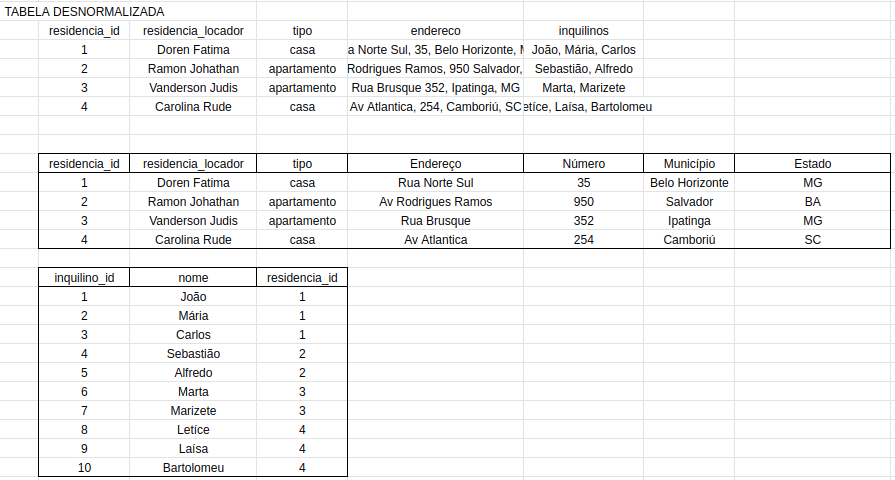 TABELA DESNORMALIZADA
residencia_id residencia_locador tipo endereco inquilinos
1 Doren Fatima casa a Norte Sul, 35, Belo Horizonte, João, Mária, Carlos
2 Ramon Johathan apartamento Rodrigues Ramos, 950 Salvador, Sebastião, Alfredo
3 Vanderson Judis apartamento Rua Brusque 352, Ipatinga, MG Marta, Marizete
4 Carolina Rude casa Av Atlantica, 254, Camboriú, SC etíce, Laísa, Bartolomeu
residencia_id residencia_locador tipo Endereço Número Município Estado
1 Doren Fatima casa Rua Norte Sul 35 Belo Horizonte MG
2 Ramon Johathan apartamento Av Rodrigues Ramos 950 Salvador BA
3 Vanderson Judis apartamento Rua Brusque 352 Ipatinga MG
4 Carolina Rude casa Av Atlantica 254 Camboriú SC
inquilino_id nome residencia_id
1 João 1
2 Mária 1
3 Carlos 1
4 Sebastião 2
5 Alfredo 2
6 Marta 3
7 Marizete 3
8 Letíce 4
9 Laísa 4
10 Bartolomeu 4